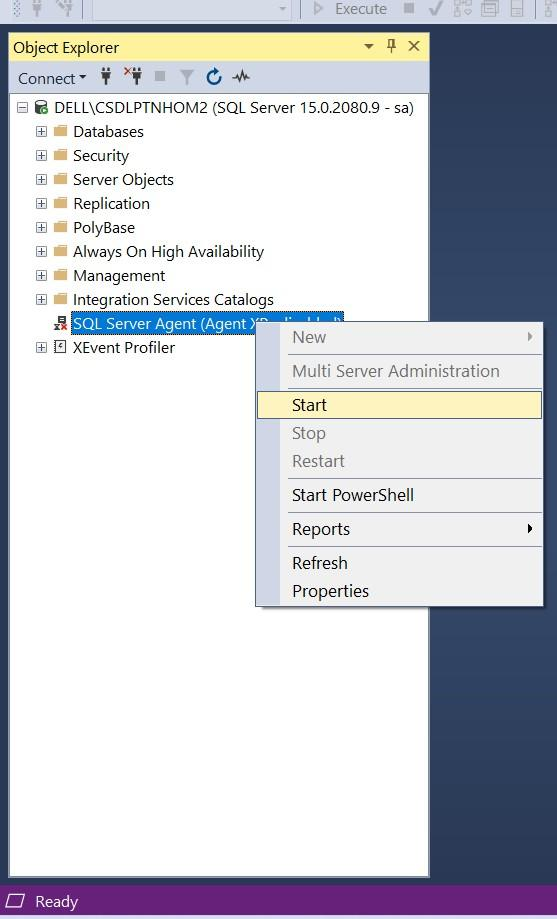 Execute
Object Explorer
Connect
DELL\CSDLPTNHOM2 (SQL Server 15.0.2080.9 - sa)
Databases
Security
Server Objects
Replication
PolyBase
Always On High Availability
Management
Integration Services Catalogs
SQL Server Agent (Agent
XEvent Profiler
New
Multi Server Administration
Start
Stop
Restart
Start PowerShell
Reports
Refresh
Properties
Ready